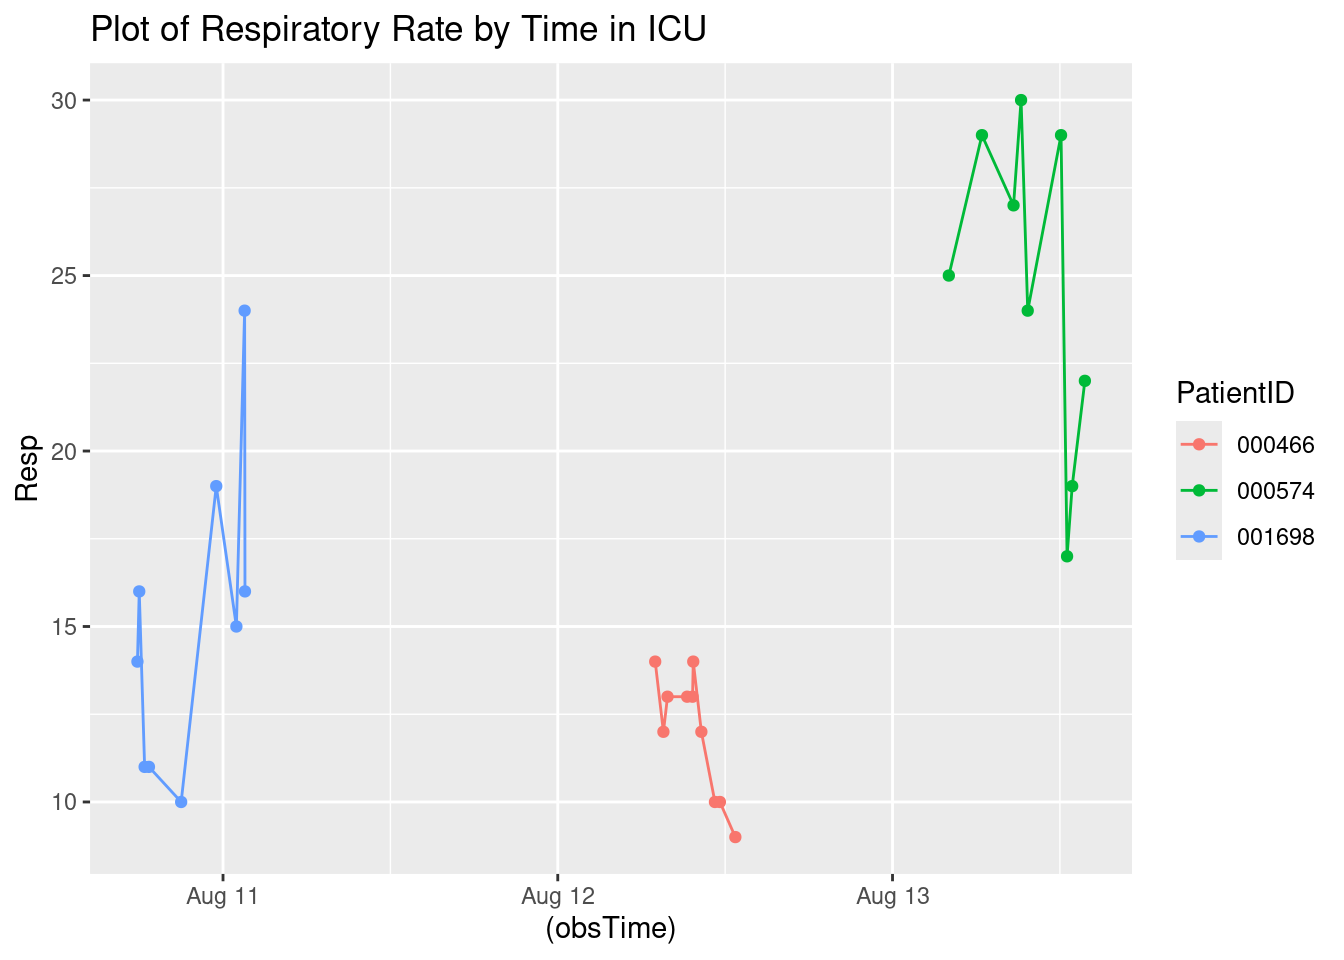 Plot of Respiratory Rate by Time in ICU
30
25
20
15
10
Resp
Aug 11
Aug 12
Aug 13
(obsTime)
PatientID
000466
000574
001698